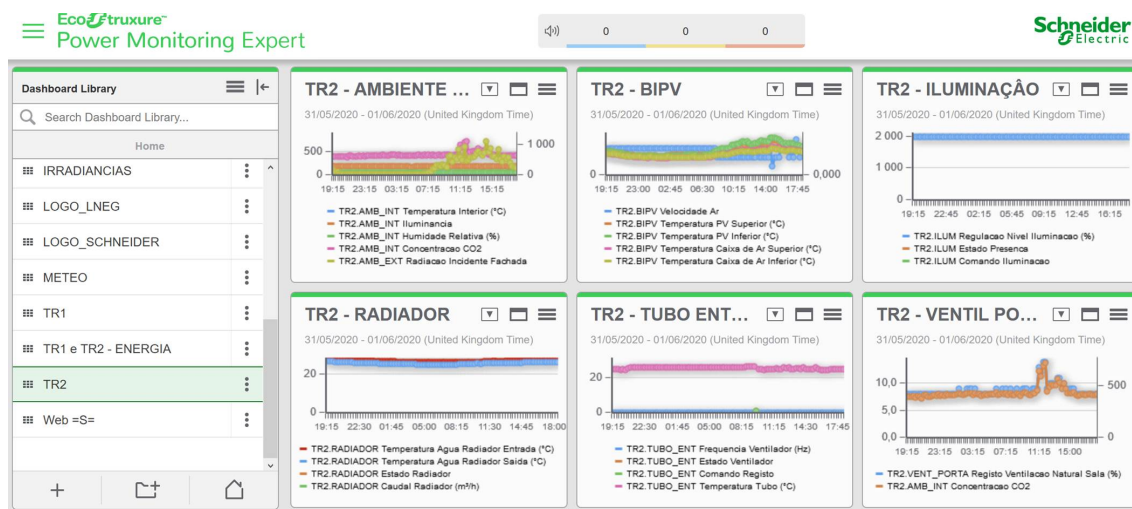 EcoStruxure™
Power Monitoring Expert
0 0 0
Schneider
Electric
Dashboard Library
Search Dashboard Library...
Home
IRRADIANCIAS
LOGO_LNEG
LOGO_SCHNEIDER
METEO
TR1
TR1 e TR2 - ENERGIA
TR2
Web =S=
TR2 - AMBIENTE ...
31/05/2020 - 01/06/2020 (United Kingdom Time)
1 000
500
0 0
19:15 23:15 03:15 07:15 11:15 15:15
TR2.AMB_INT Temperatura Interior (°C)
TR2.AMB_INT Iluminancia
TR2.AMB_INT Humidade Relativa (%)
TR2.AMB_INT Concentracao CO2
TR2.AMB_EXT Radiacao Incidente Fachada
TR2 - BIPV
31/05/2020 - 01/06/2020 (United Kingdom Time)
0 0,000
19:15 23:00 02:45 06:30 10:15 14:00 17:45
TR2.BIPV Velocidade Ar
TR2.BIPV Temperatura PV Superior (°C)
TR2.BIPV Temperatura PV Inferior (°C)
TR2.BIPV Temperatura Caixa de Ar Superior (°C)
TR2.BIPV Temperatura Caixa de Ar Inferior (°C)
TR2 - ILUMINAÇÂO
31/05/2020 - 01/06/2020 (United Kingdom Time)
2 000
1 000
0
19:15 22:45 02:15 05:45 09:15 12:45 16:15
TR2.ILUM Regulacao Nivel Iluminacao (%)
TR2.ILUM Estado Presenca
TR2.ILUM Comando Iluminacao
TR2 - RADIADOR
31/05/2020 - 01/06/2020 (United Kingdom Time)
20
0
19:15 22:30 01:45 05:00 08:15 11:30 14:45 18:00
TR2.RADIADOR Temperatura Agua Radiador Entrada (°C)
TR2.RADIADOR Temperatura Agua Radiador Saida (°C)
TR2.RADIADOR Estado Radiador
TR2.RADIADOR Caudal Radiador (m³/h)
TR2 - TUBO ENT...
31/05/2020 - 01/06/2020 (United Kingdom Time)
20
0
19:15 22:20 01:25 04:30 07:35 10:40 13:45 17:45
TR2.TUBO_ENT Frequencia Ventilador (Hz)
TR2.TUBO_ENT Estado Ventilador
TR2.TUBO_ENT Comando Registo
TR2.TUBO_ENT Temperatura Tubo (°C)
TR2 - VENTIL PO...
31/05/2020 - 01/06/2020 (United Kingdom Time)
10,0
500
5,0
0,0 0
19:15 23:15 03:15 07:15 11:15 15:00
TR2.VENT_PORTA Registo Ventilacao Natural Sala (%)
TR2.AMB_INT Concentracao CO2